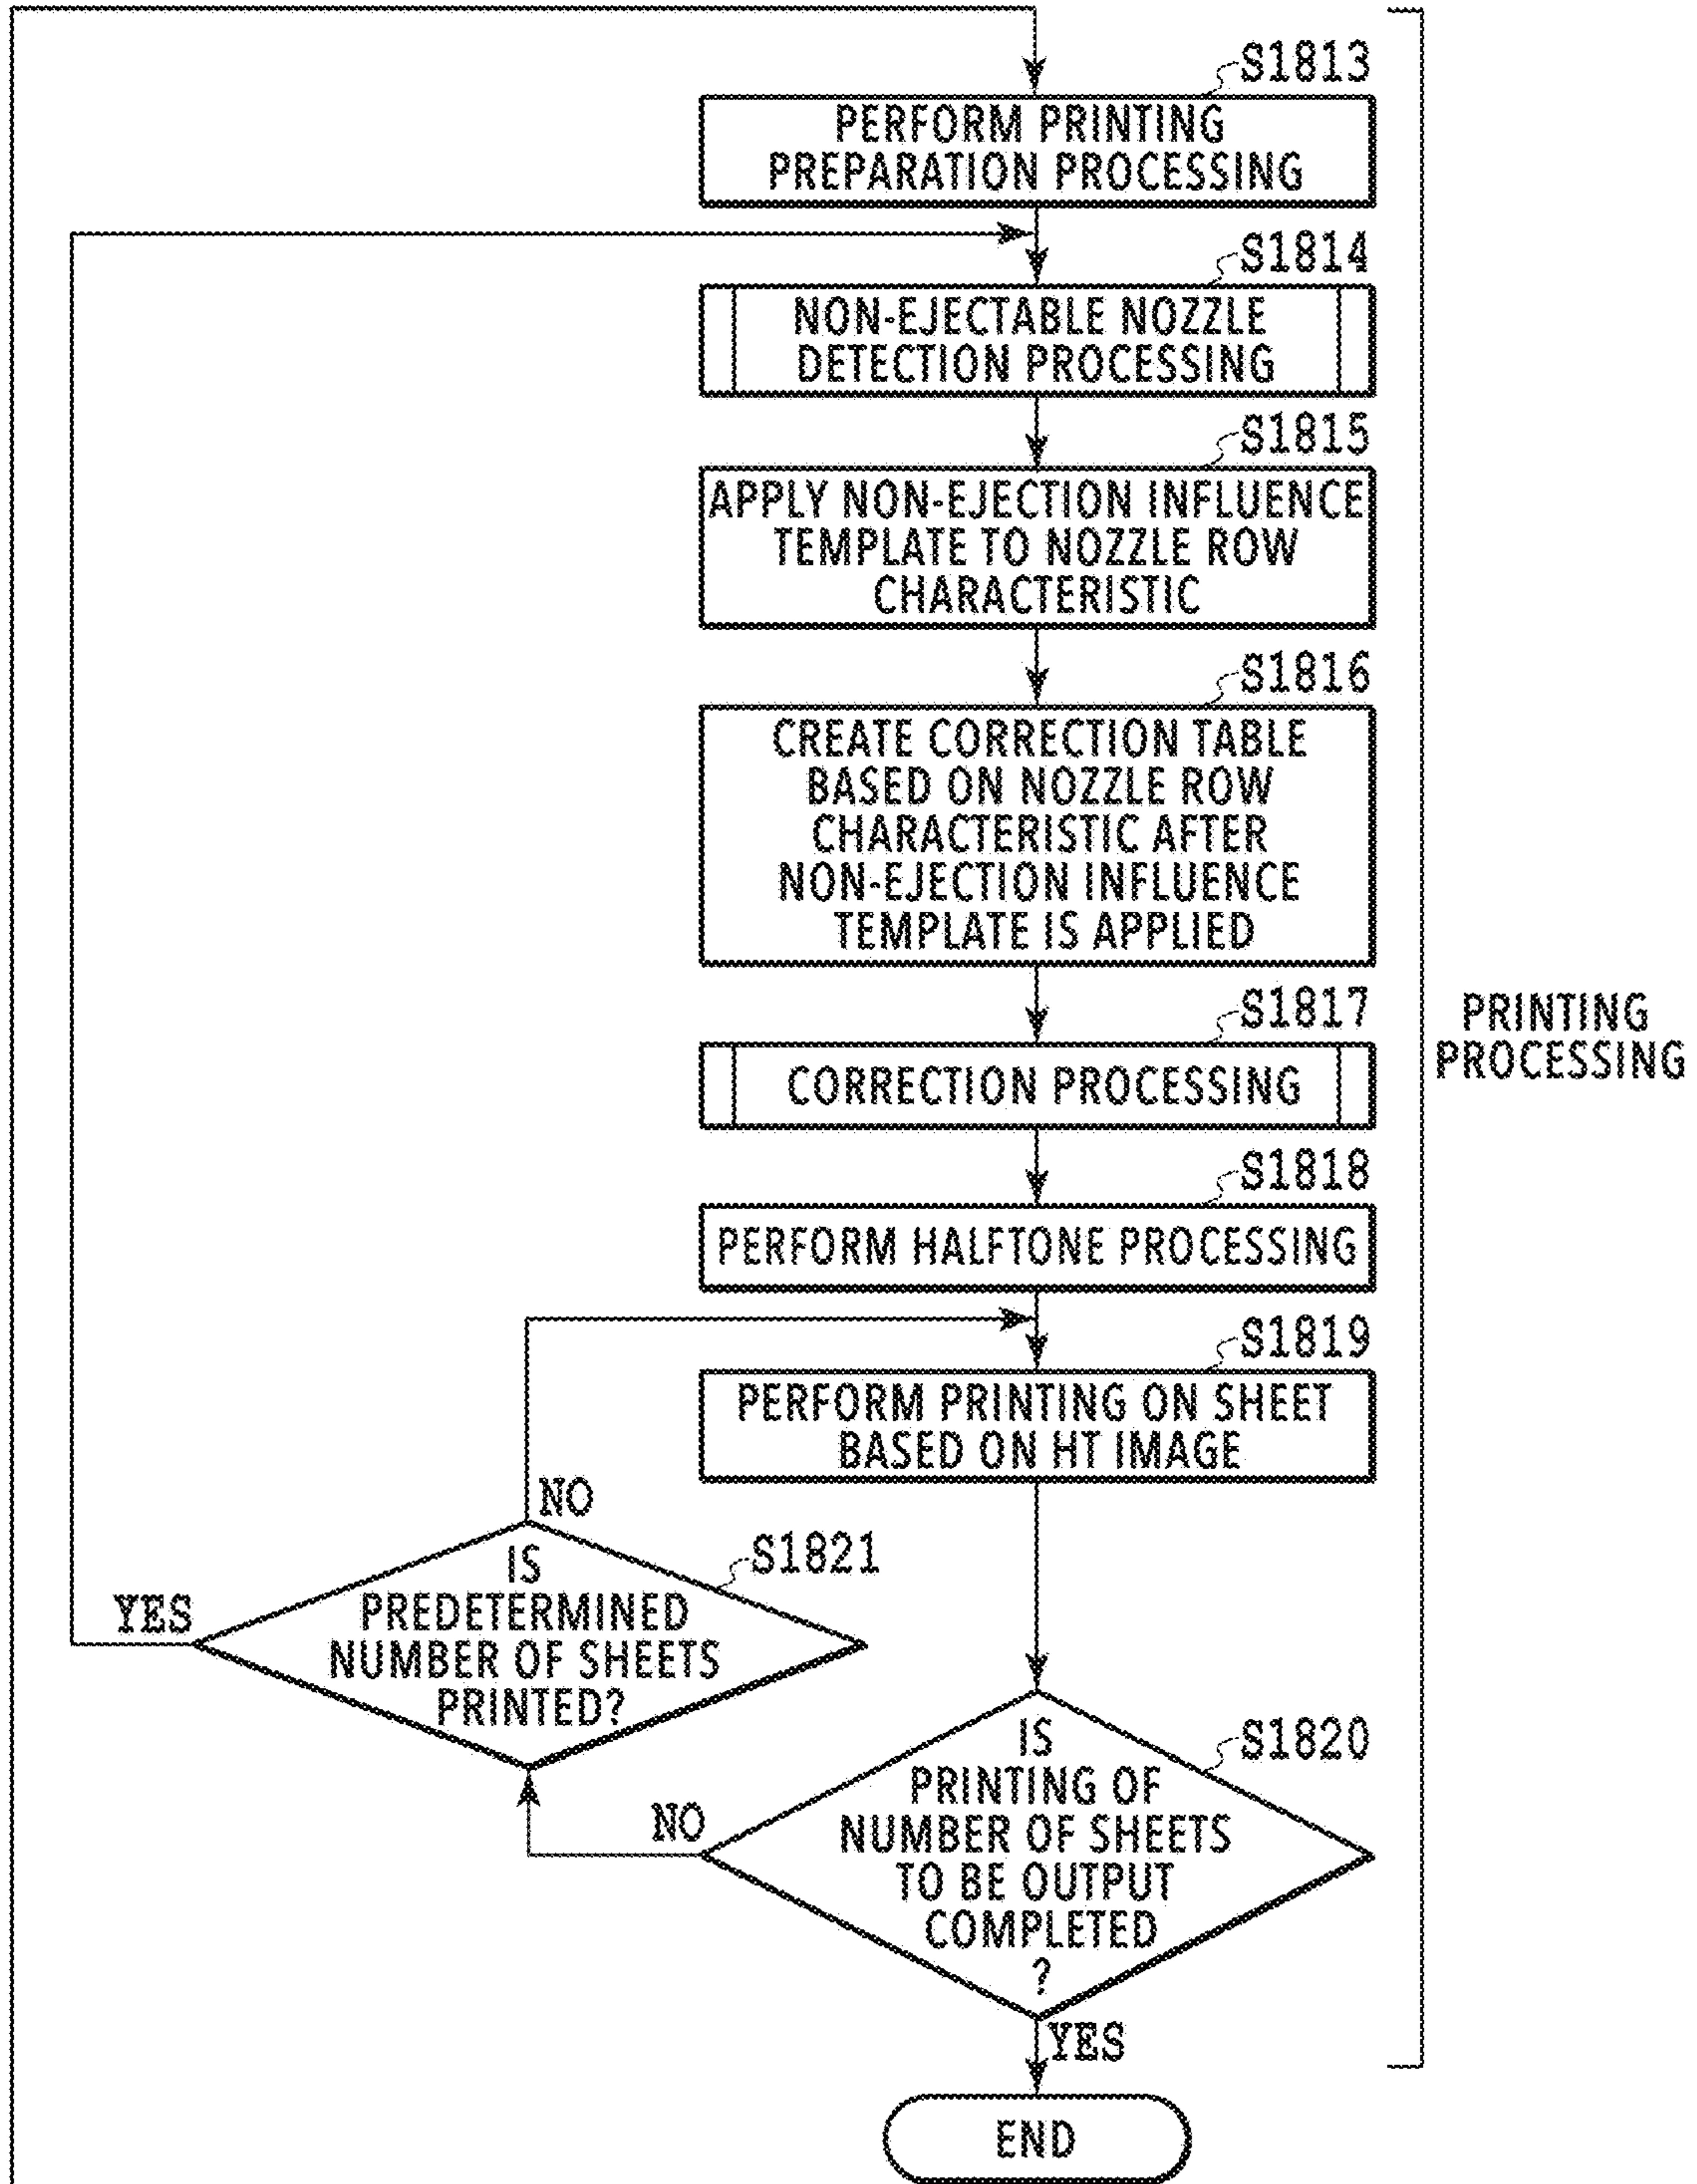 S1813
PERFORM PRINTING
PREPARATION PROCESSING
S1814
NON-EJECTABLE NOZZLE
DETECTION PROCESSING
S1815
APPLY NON-EJECTION INFLUENCE
TEMPLATE TO NOZZLE ROW
CHARACTERISTIC
S1816
CREATE CORRECTION TABLE
BASED ON NOZZLE ROW
CHARACTERISTIC AFTER
NON-EJECTION INFLUENCE
TEMPLATE IS APPLIED
S1817
CORRECTION PROCESSING
PRINTING
PROCESSING
S1818
PERFORM HALFTONE PROCESSING
S1819
PERFORM PRINTING ON SHEET
BASED ON HT IMAGE
NO
S1821
YES
IS
PREDETERMINED
NUMBER OF SHEETS
PRINTED?
S1820
NO
IS
PRINTING OF
NUMBER OF SHEETS
TO BE OUTPUT
COMPLETED
?
YES
END